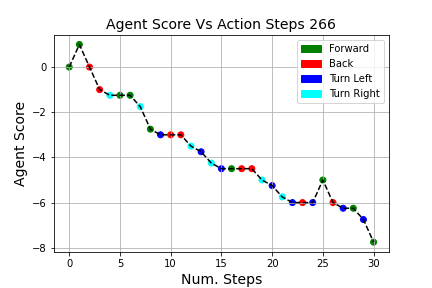 Agent Score Vs Action Steps 266
Forward
Back
Turn Left
Turn Right
Agent Score
0
−2
−4
−6
−8
0 5 10 15 20 25 30
Num. Steps